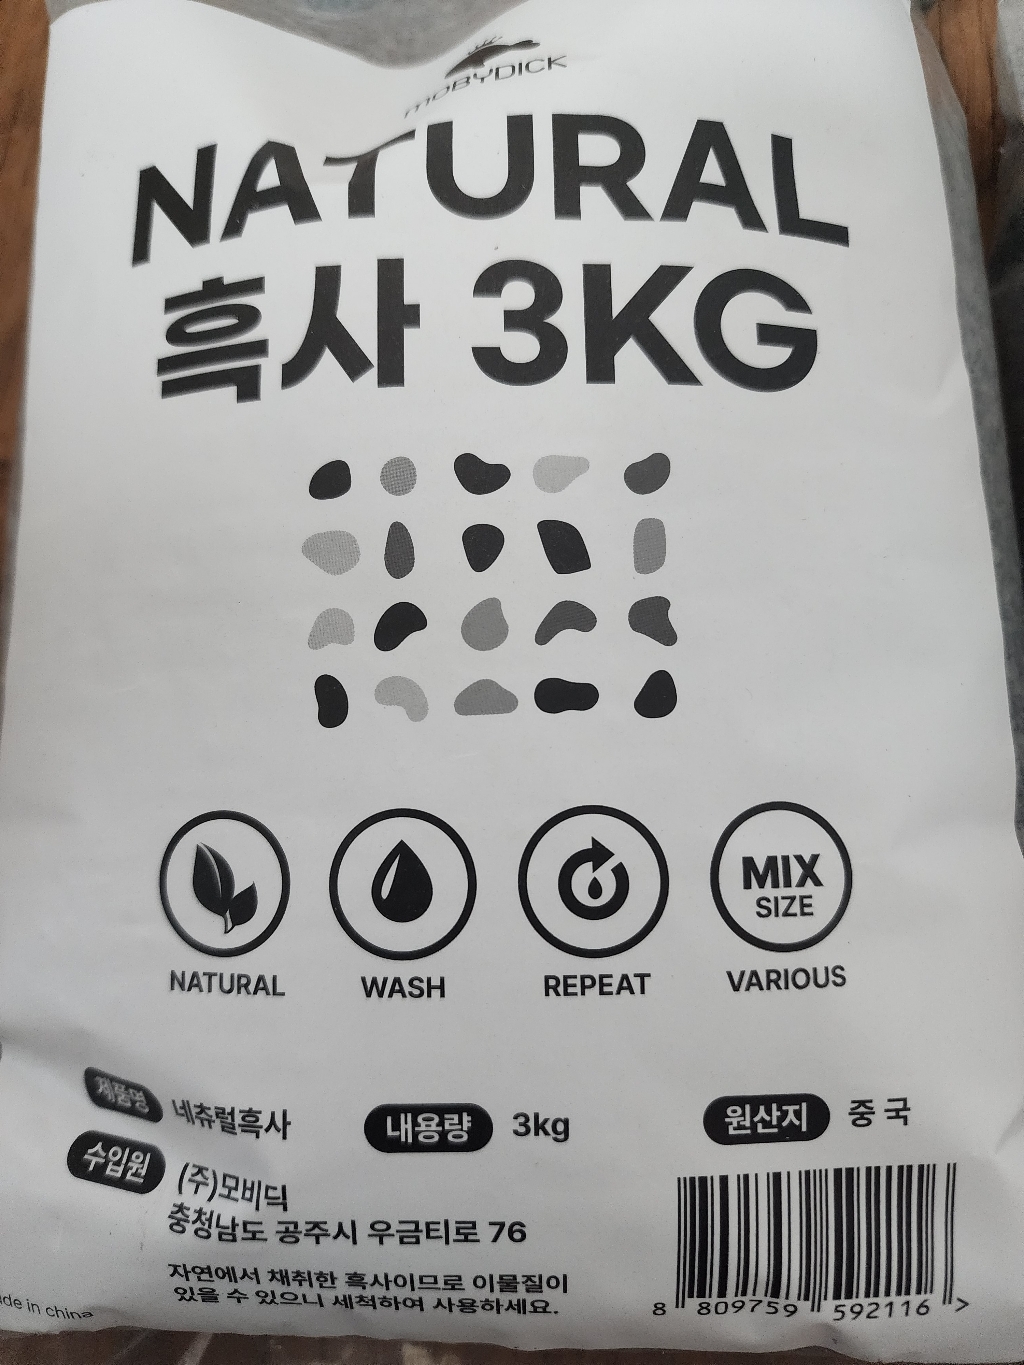 MOBYDICK
NATURAL
흑사 3KG
MIX
SIZE
NATURAL
WASH
REPEAT
VARIOUS
제품명 네츄럴흑사
내용량 3kg
원산지 중국
수입원 (주)모비딕
충청남도 공주시 우금티로 76
자연에서 채취한 흑사이므로 이물질이
있을 수 있으니 세척하여 사용하세요.
8 809759 592116 >
in china